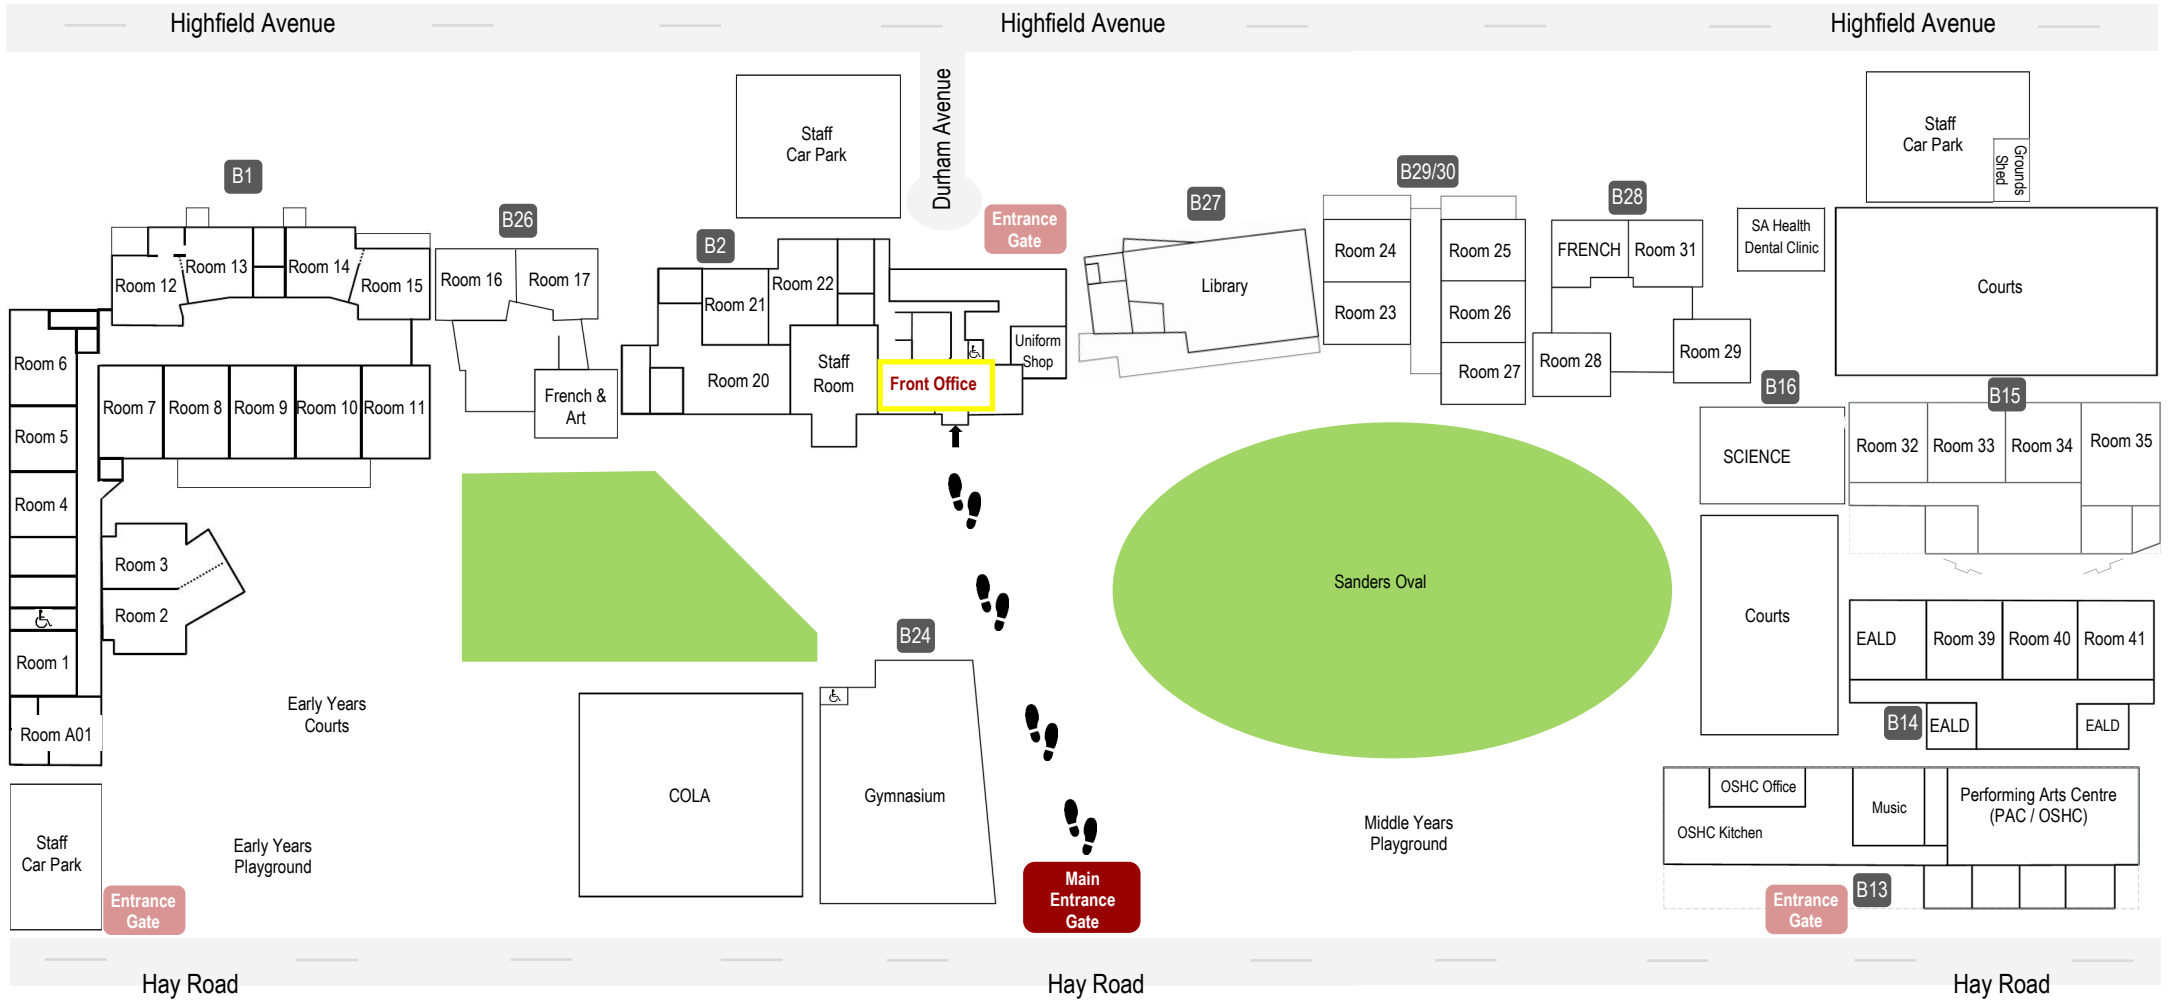 Highfield Avenue
Highfield Avenue
Highfield Avenue
Durham Avenue
Staff
Car Park
Staff
Car Park
Grounds
Shed
B1
B26
B2
Entrance
Gate
B27
B29/30
B28
SA Health
Dental Clinic
Room 12
Room 13
Room 14
Room 15
Room 16
Room 17
Room 21
Room 22
Library
Room 24
Room 25
FRENCH
Room 31
Courts
Room 23
Room 26
Room 6
Uniform
Shop
Staff
Room
Room 20
Front Office
Room 27
Room 28
Room 29
French &
Art
Room 7
Room 8
Room 9
Room 10
Room 11
B16
B15
Room 5
SCIENCE
Room 32
Room 33
Room 34
Room 35
Room 4
Room 3
Room 2
Sanders Oval
Courts
B24
EALD
Room 39
Room 40
Room 41
Room 1
Room A01
Early Years
Courts
B14
EALD
EALD
COLA
Gymnasium
OSHC Office
Music
Performing Arts Centre
(PAC / OSHC)
OSHC Kitchen
Middle Years
Playground
Staff
Car Park
Early Years
Playground
Entrance
Gate
Main
Entrance
Gate
Entrance
Gate
B13
Hay Road
Hay Road
Hay Road